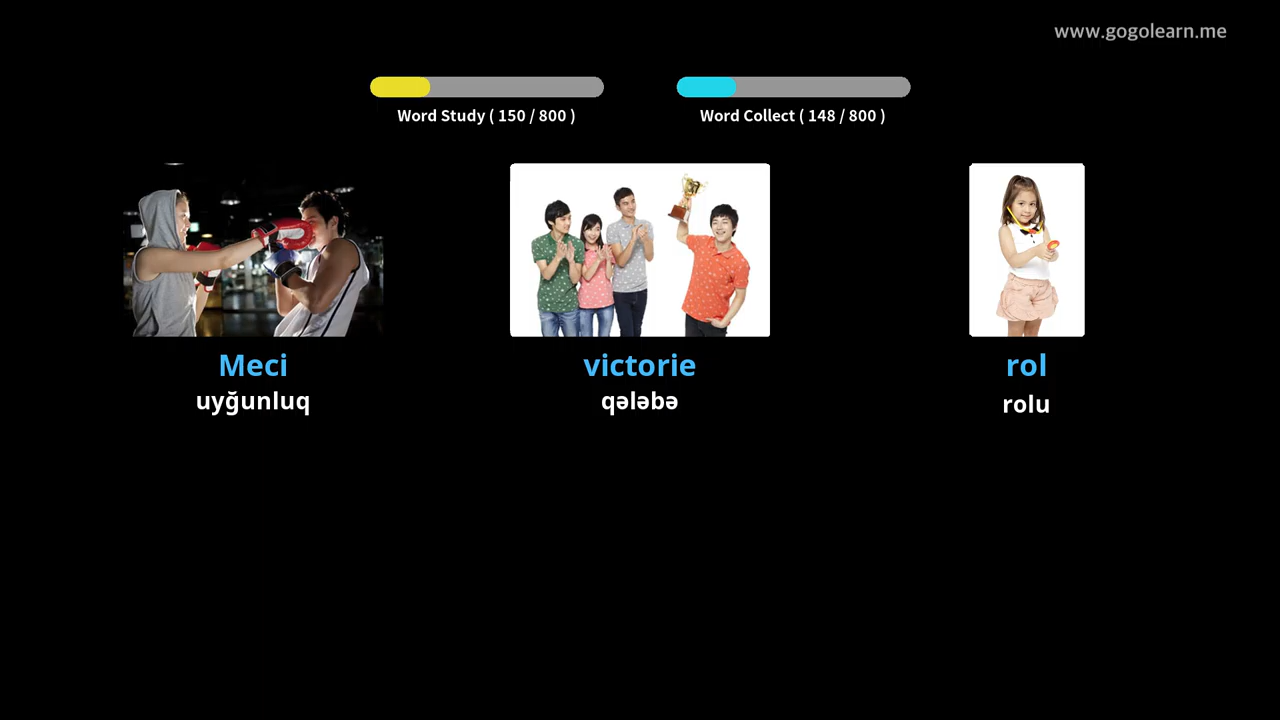 www.gogolearn.me
Word Study ( 150 / 800 )
Word Collect ( 148 / 800 )
Meci
uyğunluq
victorie
qələbə
rol
rolu